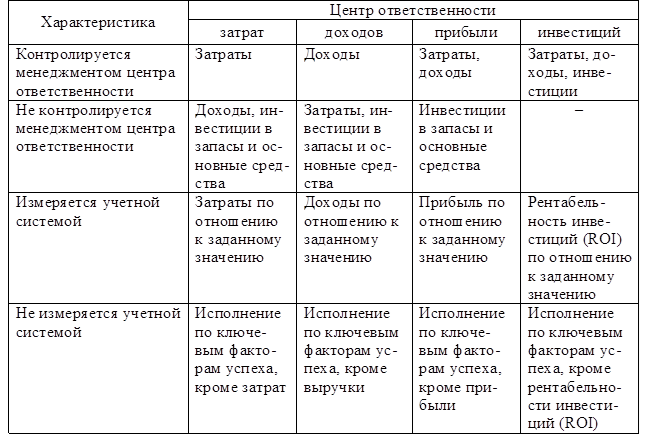 Характеристика
Центр ответственности
затрат
доходов
прибыли
инвестиций
Контролируется
менеджментом центра
ответственности
Затраты
Доходы
Затраты,
доходы
Затраты, до-
ходы, инве-
стиции
Не контролируется
менеджментом центра
ответственности
Доходы, ин-
вестиции в
запасы и ос-
новные сред-
ства
Затраты, ин-
вестиции в
запасы и ос-
новные сред-
ства
Инвестиции
в запасы и
основные
средства
–
Измеряется учетной
системой
Затраты по
отношению
к заданному
значению
Доходы по
отношению к
заданному
значению
Прибыль по
отношению
к заданному
значению
Рентабель-
ность инве-
стиций (ROI)
по отношению
к заданному
значению
Не измеряется учетной
системой
Исполнение
по ключе-
вым факто-
рам успеха,
кроме затрат
Исполнение
по ключевым
факторам ус-
пеха, кроме
выручки
Исполнение
по ключе-
вым факто-
рам успеха,
кроме при-
были
Исполнение
по ключевым
факторам ус-
пеха, кроме
рентабельно-
сти инвести-
ций (ROI)